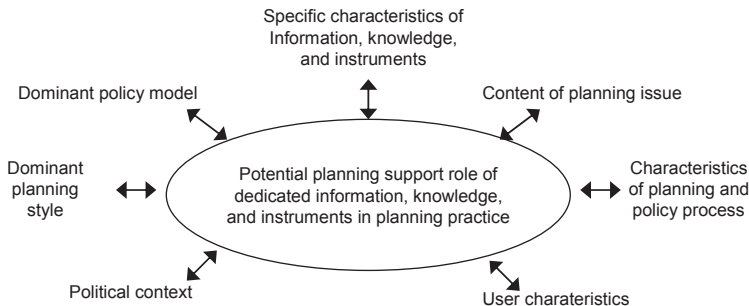 Specific characteristics of
Information, knowledge,
and instruments
Dominant policy model
Content of planning issue
Dominant
planning
style
Potential planning support role of
dedicated information, knowledge,
and instruments in planning practice
Characteristics
of planning and
policy process
Political context
User charateristics